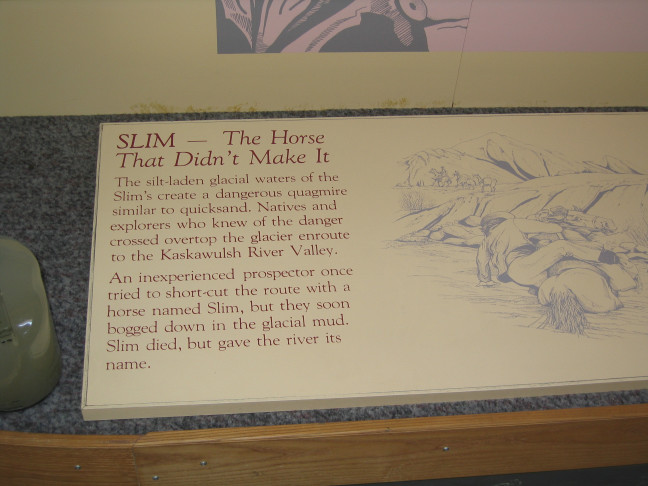 SLIM — The Horse
That Didn't Make It
The silt-laden glacial waters of the
Slim's create a dangerous quagmire
similar to quicksand. Natives and
explorers who knew of the danger
crossed overtop the glacier enroute
to the Kaskawulsh River Valley.
An inexperienced prospector once
tried to short-cut the route with a
horse named Slim, but they soon
bogged down in the glacial mud.
Slim died, but gave the river its
name.